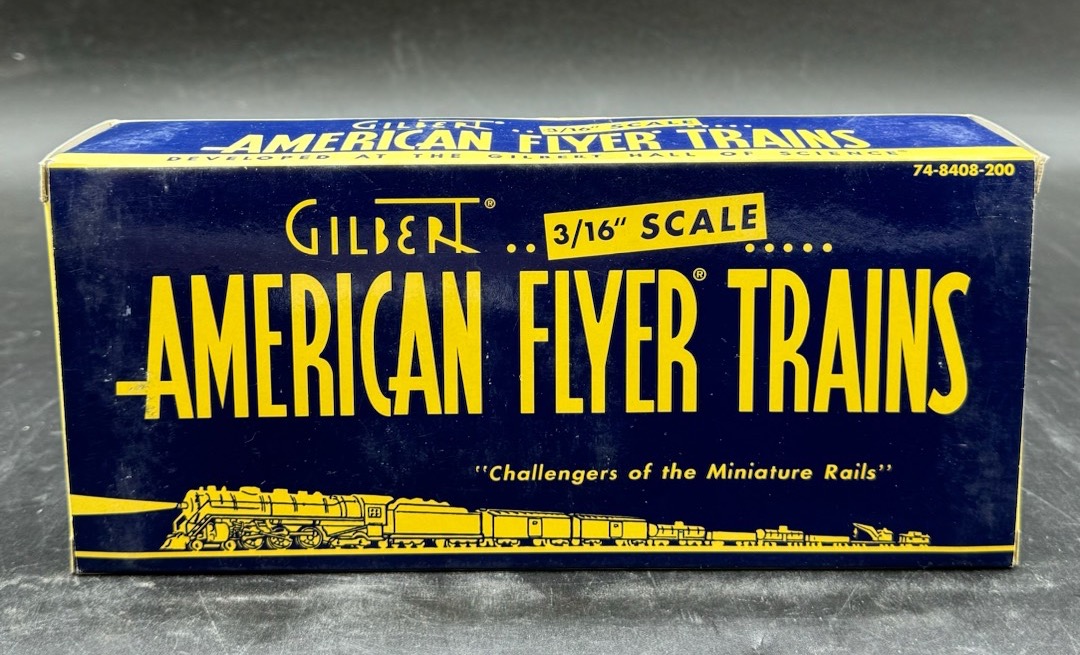 GILBERT® .. 3/16" SCALE .....
AMERICAN FLYER® TRAINS
DEVELOPED AT THE GILBERT HALL OF SCIENCE
74-8408-200
GILBERT® .. 3/16" SCALE .....
AMERICAN FLYER® TRAINS
"Challengers of the Miniature Rails"